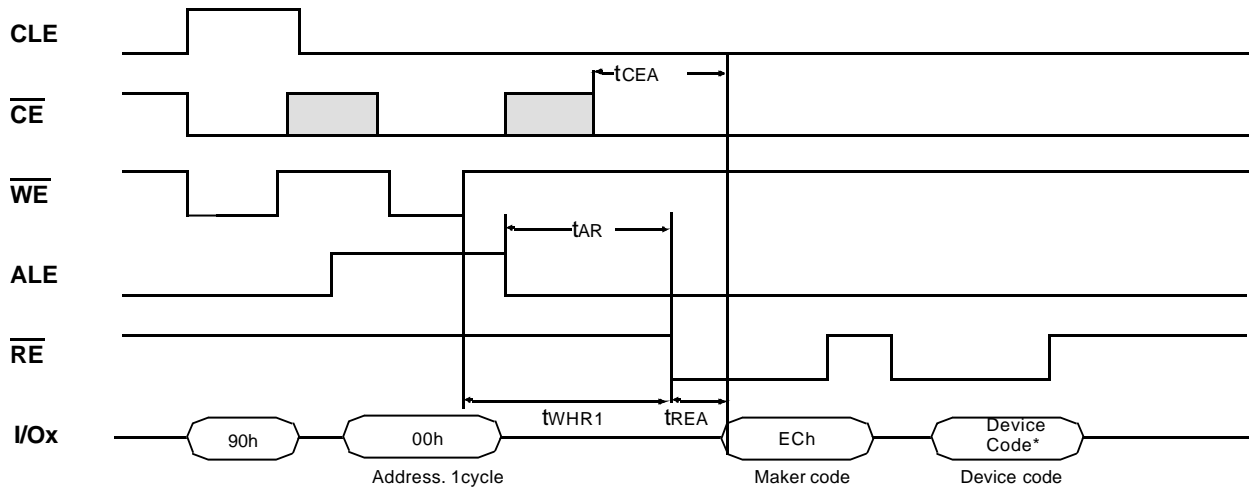 CLE
tCEA
CE
WE
tAR
ALE
RE
tWHR1
tREA
I/Ox
90h
00h
ECh
Device
Code*
Address. 1cycle
Maker code
Device code